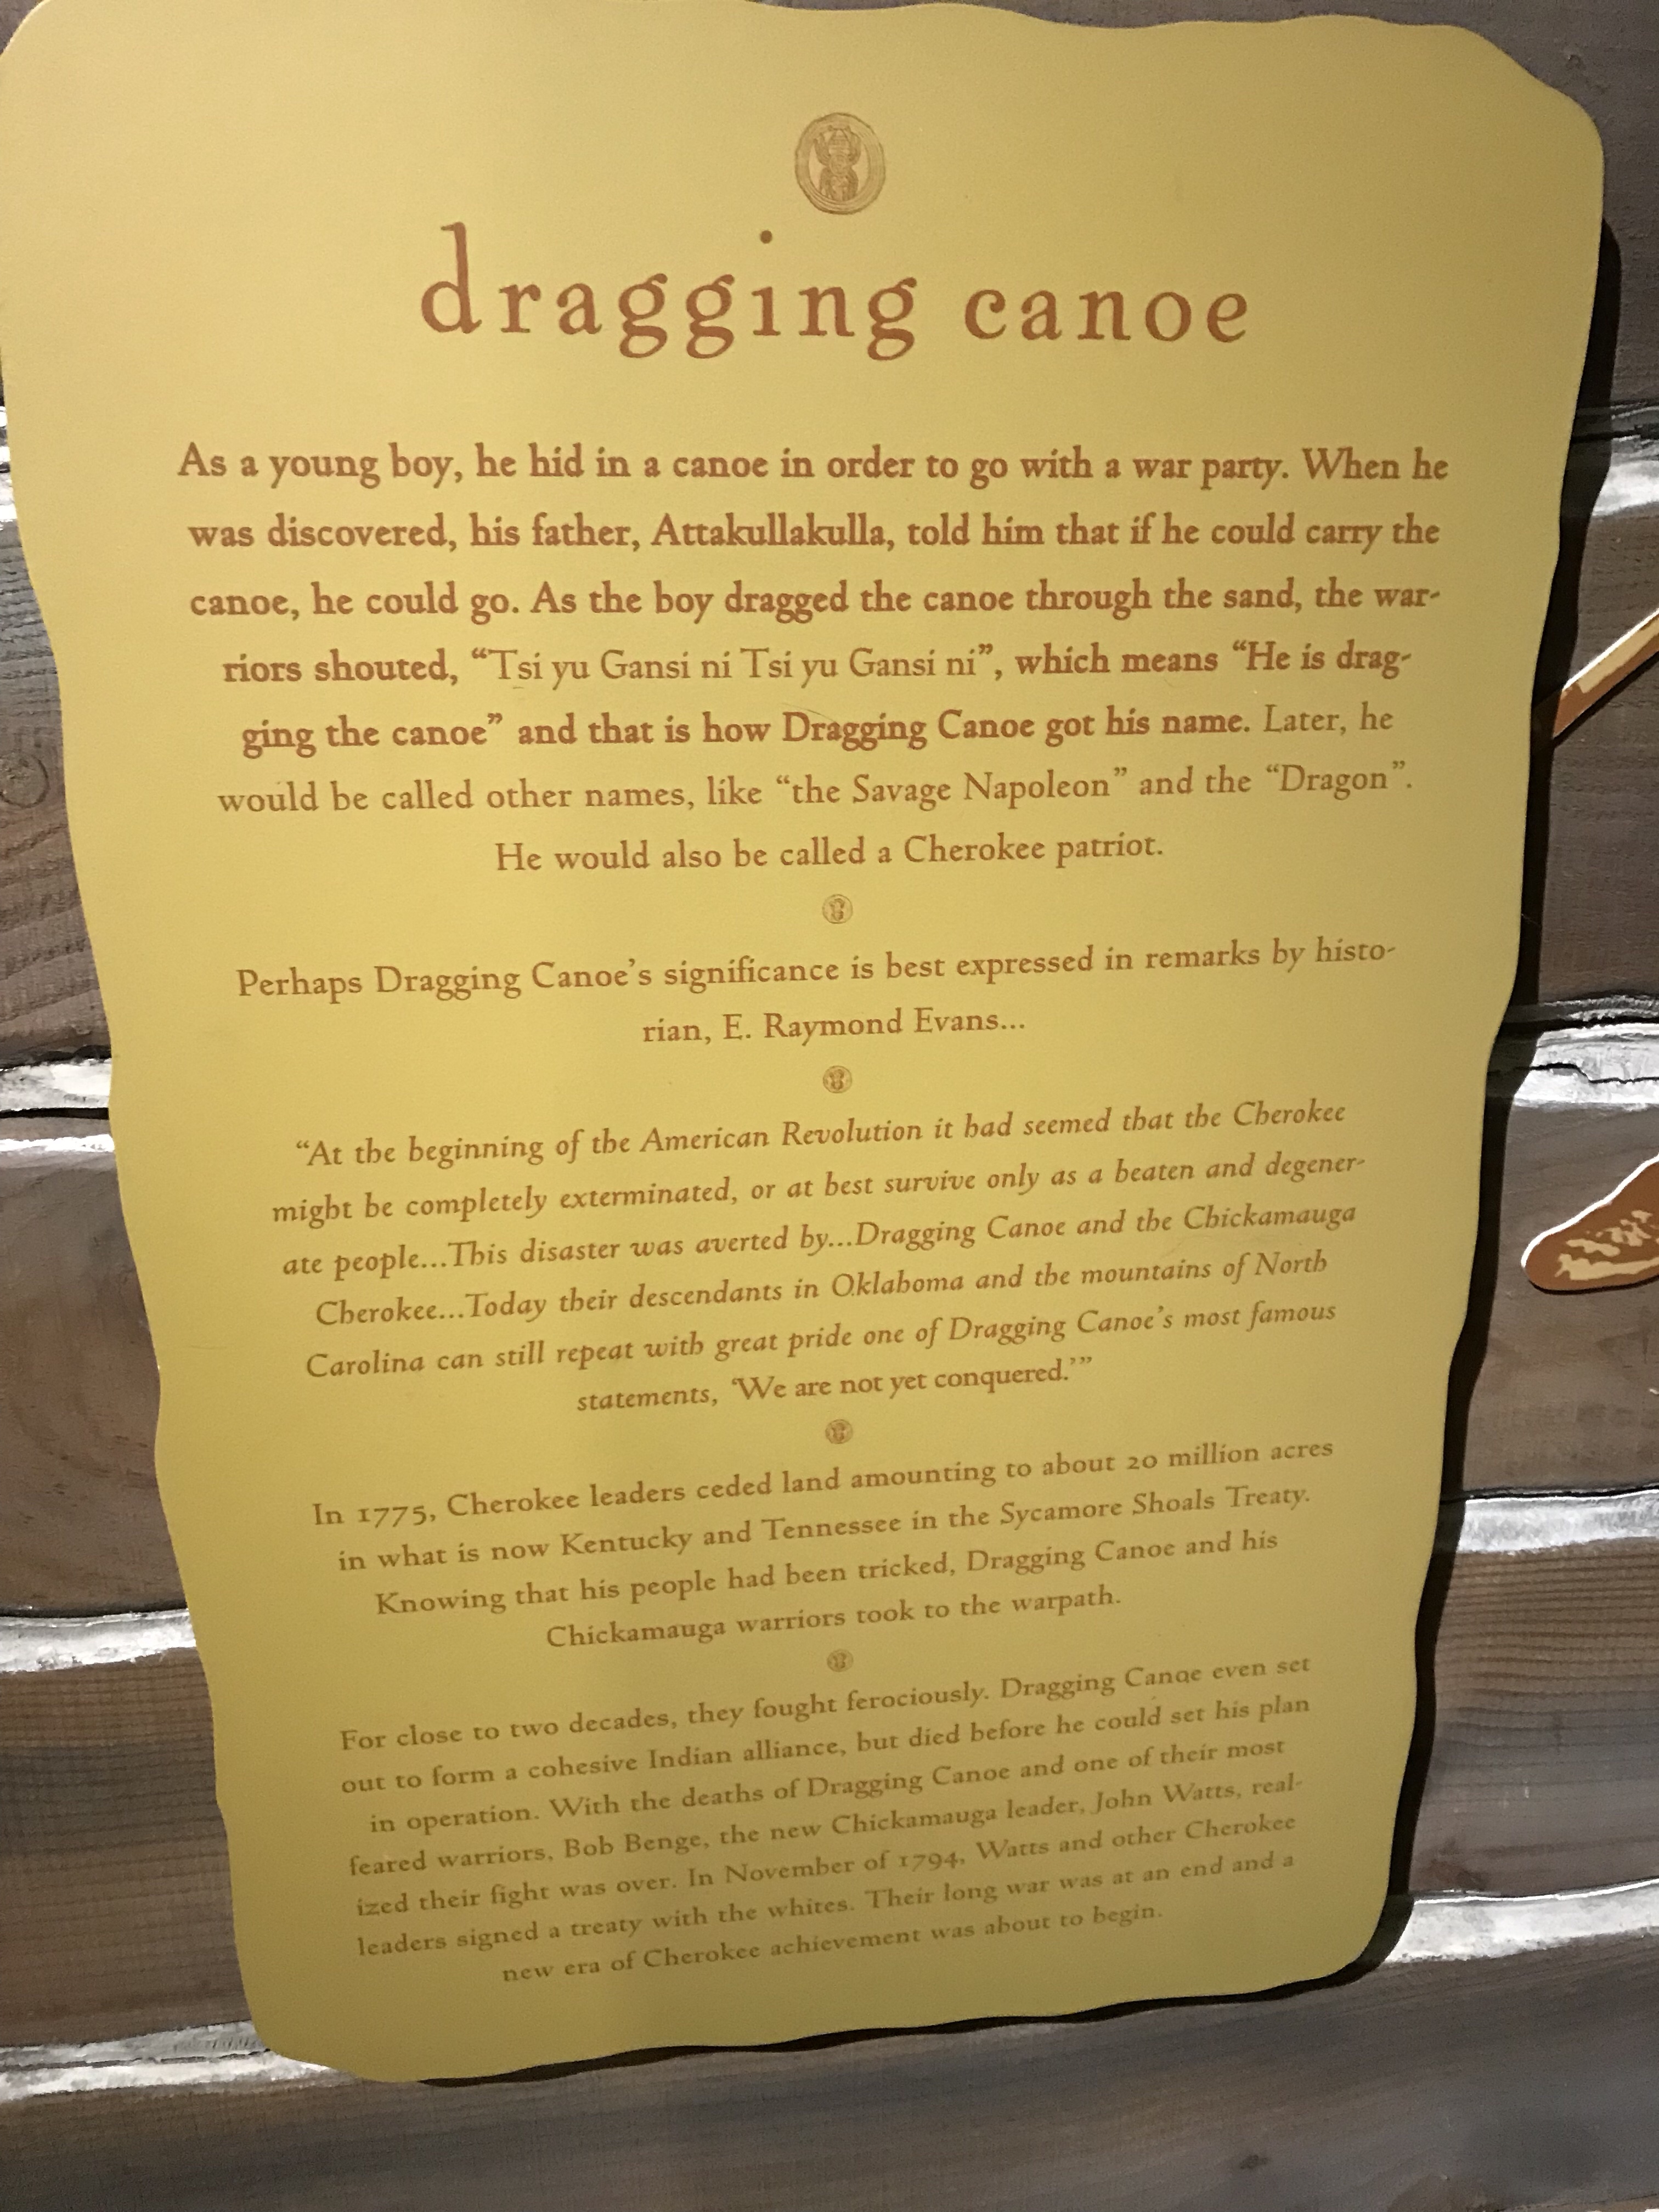 dragging canoe
As a young boy, he hid in a canoe in order to go with a war party. When he
was discovered, his father, Attakullakulla, told him that if he could carry the
canoe, he could go. As the boy dragged the canoe through the sand, the war-
riors shouted, “Tsi yu Gansi ni Tsi yu Gansi ni”, which means “He is drag-
ging the canoe” and that is how Dragging Canoe got his name. Later, he
would be called other names, like “the Savage Napoleon” and the “Dragon”.
He would also be called a Cherokee patriot.
Perhaps Dragging Canoe’s significance is best expressed in remarks by histo-
rian, E. Raymond Evans...
“At the beginning of the American Revolution it had seemed that the Cherokee
might be completely exterminated, or at best survive only as a beaten and degener-
ate people...This disaster was averted by...Dragging Canoe and the Chickamauga
Cherokee...Today their descendants in Oklahoma and the mountains of North
Carolina can still repeat with great pride one of Dragging Canoe’s most famous
statements, ‘We are not yet conquered.’”
In 1775, Cherokee leaders ceded land amounting to about 20 million acres
in what is now Kentucky and Tennessee in the Sycamore Shoals Treaty.
Knowing that his people had been tricked, Dragging Canoe and his
Chickamauga warriors took to the warpath.
For close to two decades, they fought ferociously. Dragging Canoe even set
out to form a cohesive Indian alliance, but died before he could set his plan
in operation. With the deaths of Dragging Canoe and one of their most
feared warriors, Bob Benge, the new Chickamauga leader, John Watts, real-
ized their fight was over. In November of 1794, Watts and other Cherokee
leaders signed a treaty with the whites. Their long war was at an end and a
new era of Cherokee achievement was about to begin.